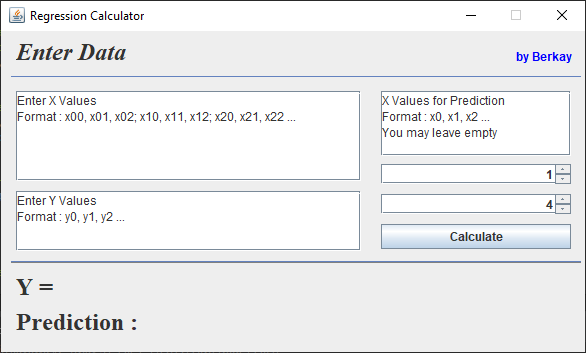 Regression Calculator
Enter Data
by Berkay
Enter X Values
Format : x00, x01, x02; x10, x11, x12; x20, x21, x22 ...
X Values for Prediction
Format : x0, x1, x2 ...
You may leave empty
1
Enter Y Values
Format : y0, y1, y2 ...
4
Calculate
Y =
Prediction :